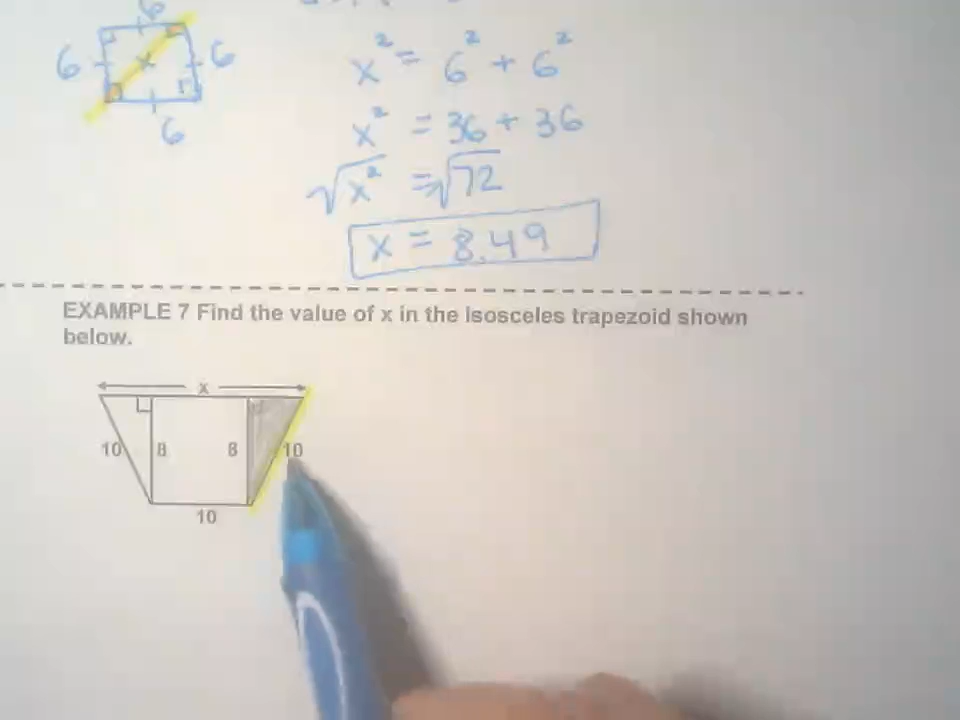 6
x² = 6² + 6²
6 x 6
6
x² = 36 + 36
√x² = √72
x = 8.49
EXAMPLE 7 Find the value of x in the isosceles trapezoid shown
below.
x
10 8 8 10
10